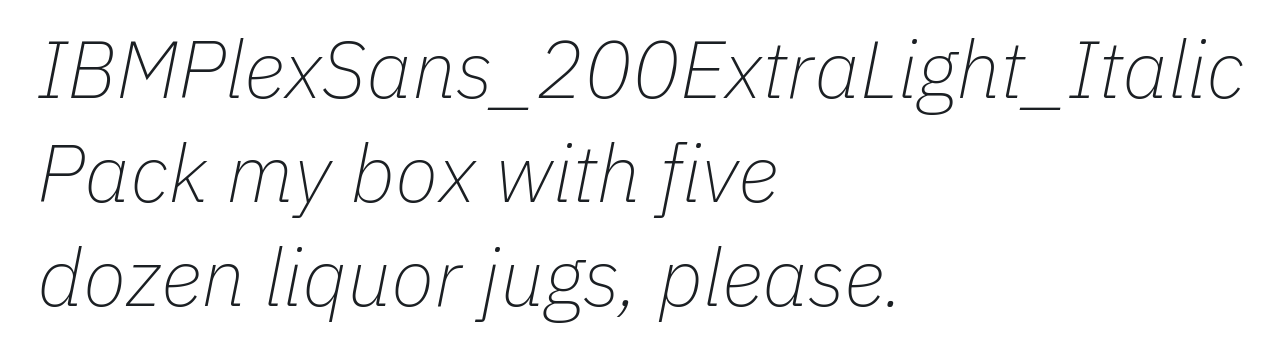 IBMPlexSans_200ExtraLight_Italic
Pack my box with five
dozen liquor jugs, please.